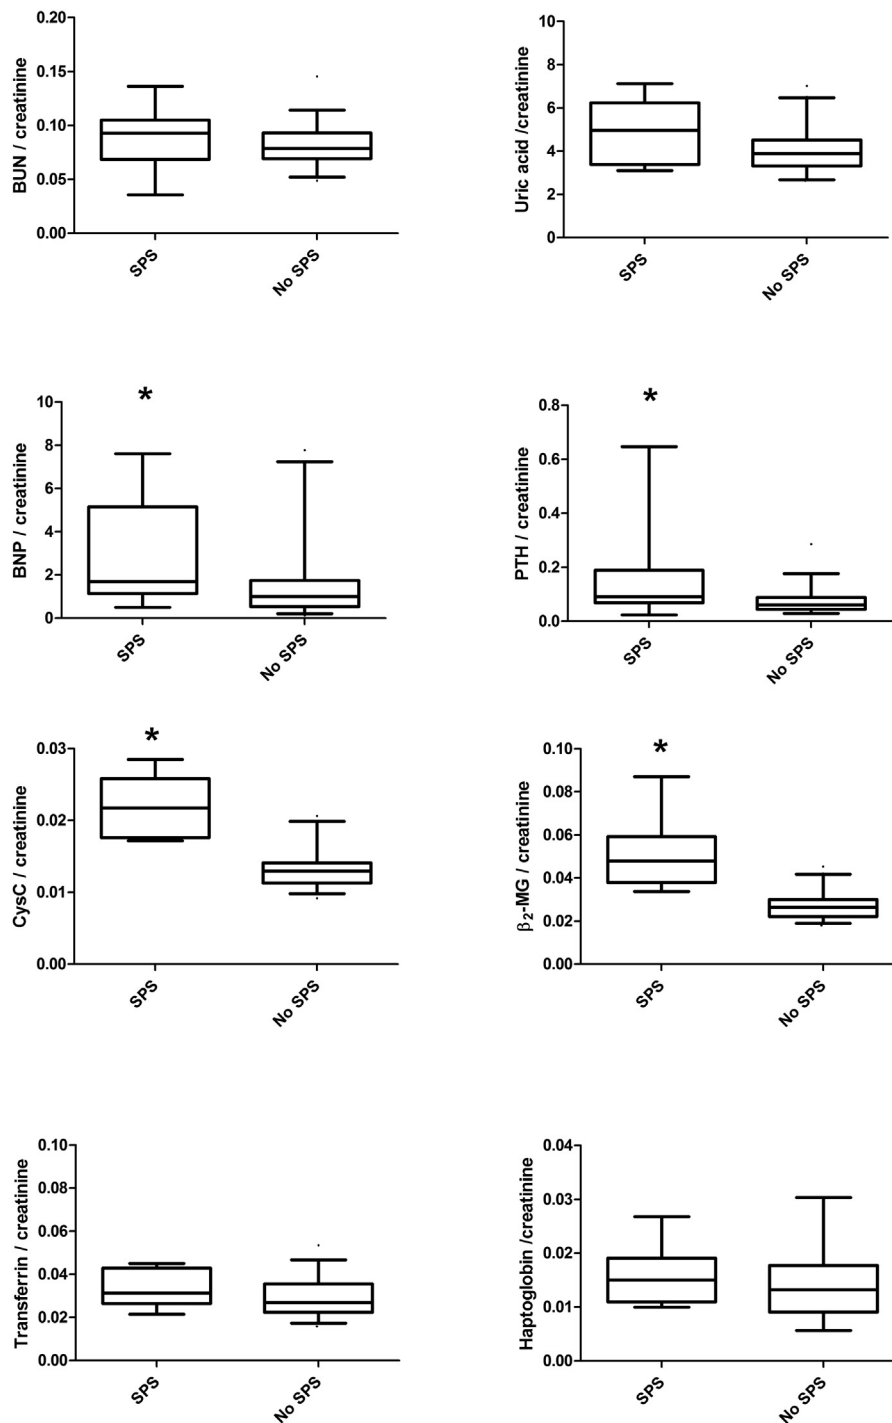 BUN / creatinine
0.20
0.15
0.10
0.05
0.00
SPS
No SPS
Uric acid /creatinine
10
8
6
4
2
0
SPS
No SPS
BNP / creatinine
10
8
6
4
2
0
*
SPS
No SPS
PTH / creatinine
0.8
0.6
0.4
0.2
0.0
*
SPS
No SPS
CysC / creatinine
0.03
0.02
0.01
0.00
*
SPS
No SPS
β₂-MG / creatinine
0.10
0.08
0.06
0.04
0.02
0.00
*
SPS
No SPS
Transferrin / creatinine
0.10
0.08
0.06
0.04
0.02
0.00
SPS
No SPS
Haptoglobin /creatinine
0.04
0.03
0.02
0.01
0.00
SPS
No SPS